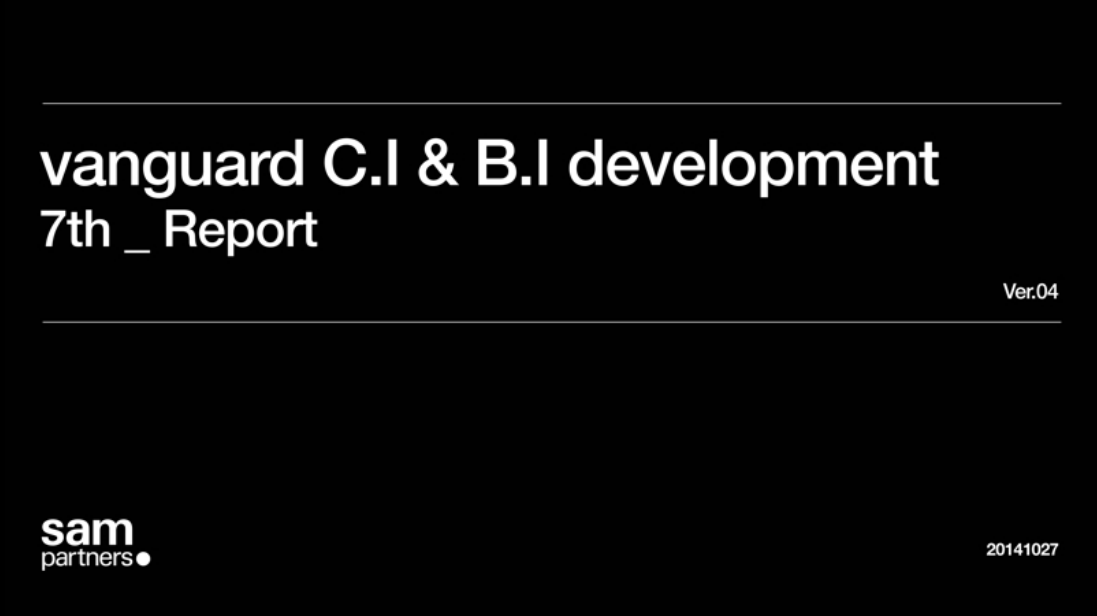 vanguard C.I & B.I development
7th _ Report
Ver.04
sam
partners
20141027